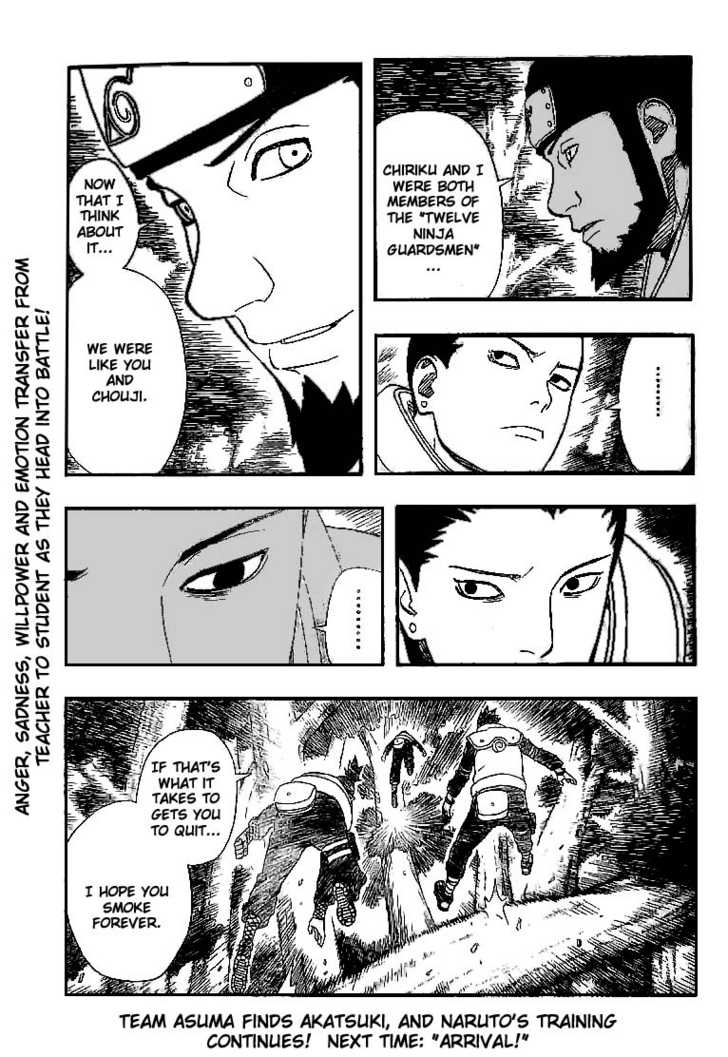 CHIRIKU AND I
WERE BOTH
MEMBERS OF
THE "TWELVE
NINJA
GUARDSMEN"
...
NOW
THAT I
THINK
ABOUT
IT...
WE WERE
LIKE YOU
AND
CHOUJI.
.........
.........
IF THAT'S
WHAT IT
TAKES TO
GETS YOU
TO QUIT...
I HOPE YOU
SMOKE
FOREVER.
ANGER, SADNESS, WILLPOWER AND EMOTION TRANSFER FROM
TEACHER TO STUDENT AS THEY HEAD INTO BATTLE!
TEAM ASUMA FINDS AKATSUKI, AND NARUTO'S TRAINING
CONTINUES! NEXT TIME: "ARRIVAL!"